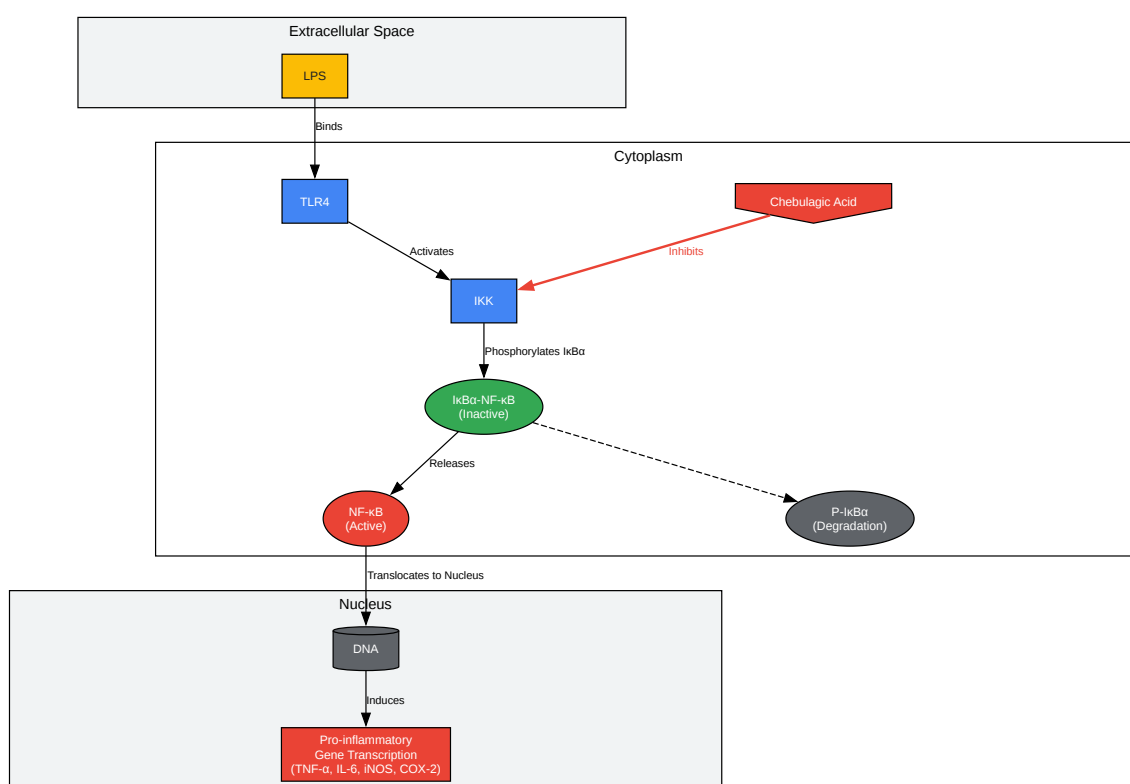 Extracellular Space
LPS
Binds
Cytoplasm
TLR4
Chebulagic Acid
Activates
Inhibits
IKK
Phosphorylates IκBα
IκBα-NF-κB
(Inactive)
Releases
NF-κB
(Active)
P-IκBα
(Degradation)
Translocates to Nucleus
Nucleus
DNA
Induces
Pro-inflammatory
Gene Transcription
(TNF-α, IL-6, iNOS, COX-2)